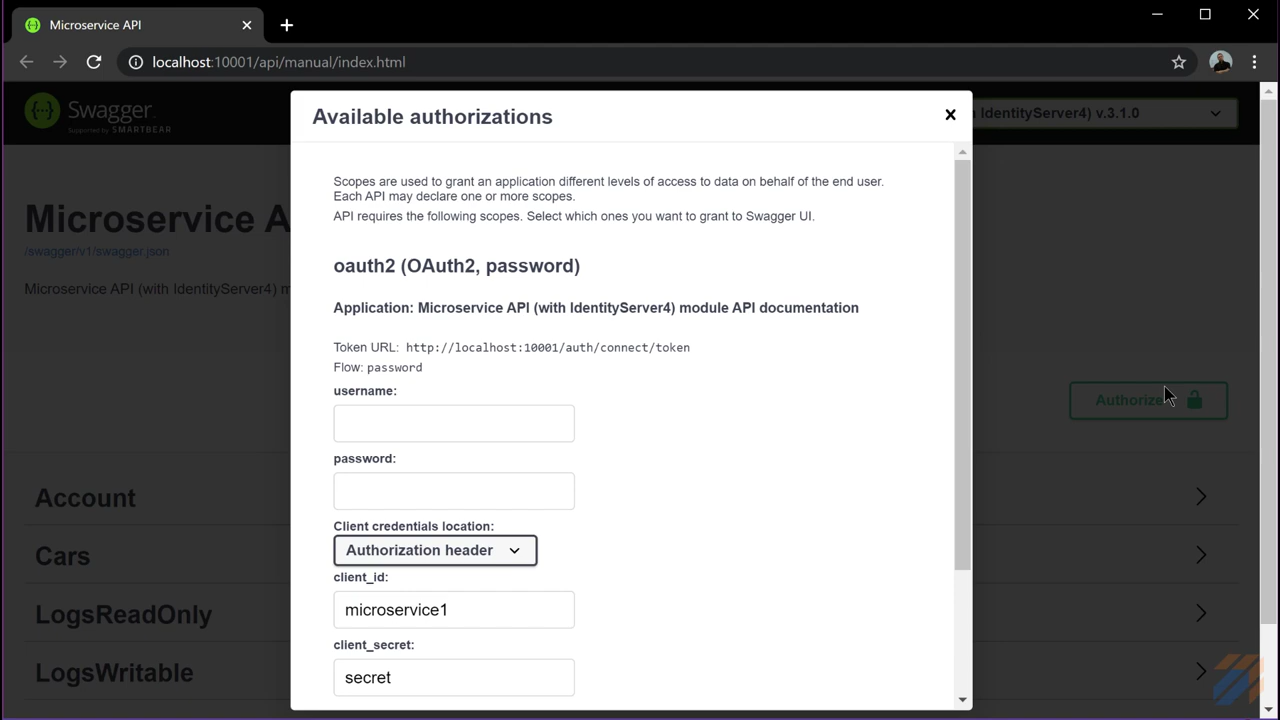 Microservice API
localhost:10001/api/manual/index.html
Swagger.
Supported by SMARTBEAR
IdentityServer4) v.3.1.0
Microservice A
/swagger/v1/swagger.json
Microservice API (with IdentityServer4) m
Available authorizations
Scopes are used to grant an application different levels of access to data on behalf of the end user.
Each API may declare one or more scopes.
API requires the following scopes. Select which ones you want to grant to Swagger UI.
oauth2 (OAuth2, password)
Application: Microservice API (with IdentityServer4) module API documentation
Token URL: http://localhost:10001/auth/connect/token
Flow: password
username:
password:
Client credentials location:
Authorization header
client_id:
microservice1
client_secret:
secret
Authorize
Account
Cars
LogsReadOnly
LogsWritable